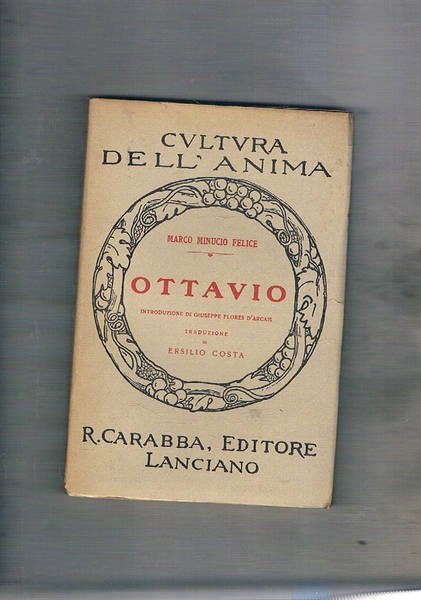 CVLTVRA
DELL'ANIMA
MARCO MINUCIO FELICE
OTTAVIO
INTRODUZIONE DI GIUSEPPE FLORES D'ARCAIS
TRADUZIONE
DI
ERSILIO COSTA
R. CARABBA, EDITORE
LANCIANO